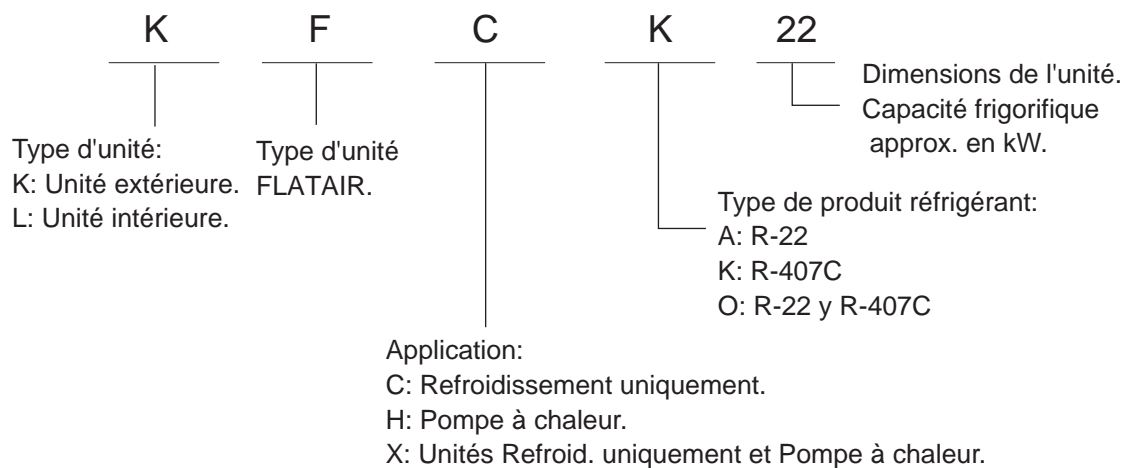 K F C K 22
Dimensions de l'unité.
Capacité frigorifique
approx. en kW.
Type d'unité:
K: Unité extérieure.
L: Unité intérieure.
Type d'unité
FLATAIR.
Type de produit réfrigérant:
A: R-22
K: R-407C
O: R-22 y R-407C
Application:
C: Refroidissement uniquement.
H: Pompe à chaleur.
X: Unités Refroid. uniquement et Pompe à chaleur.